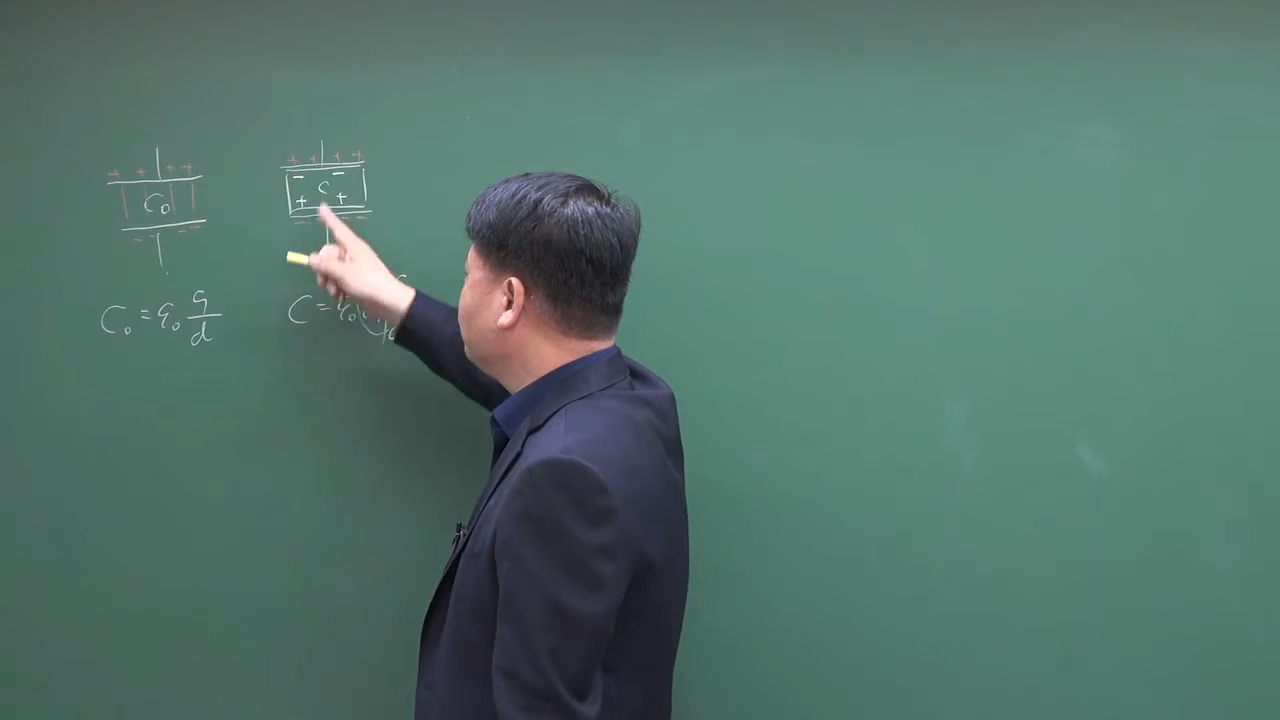 + + + +
C₀
- - - -
+ + + +
- -
C
+ +
- -
C₀ = ε₀ q/d
C = ε₀